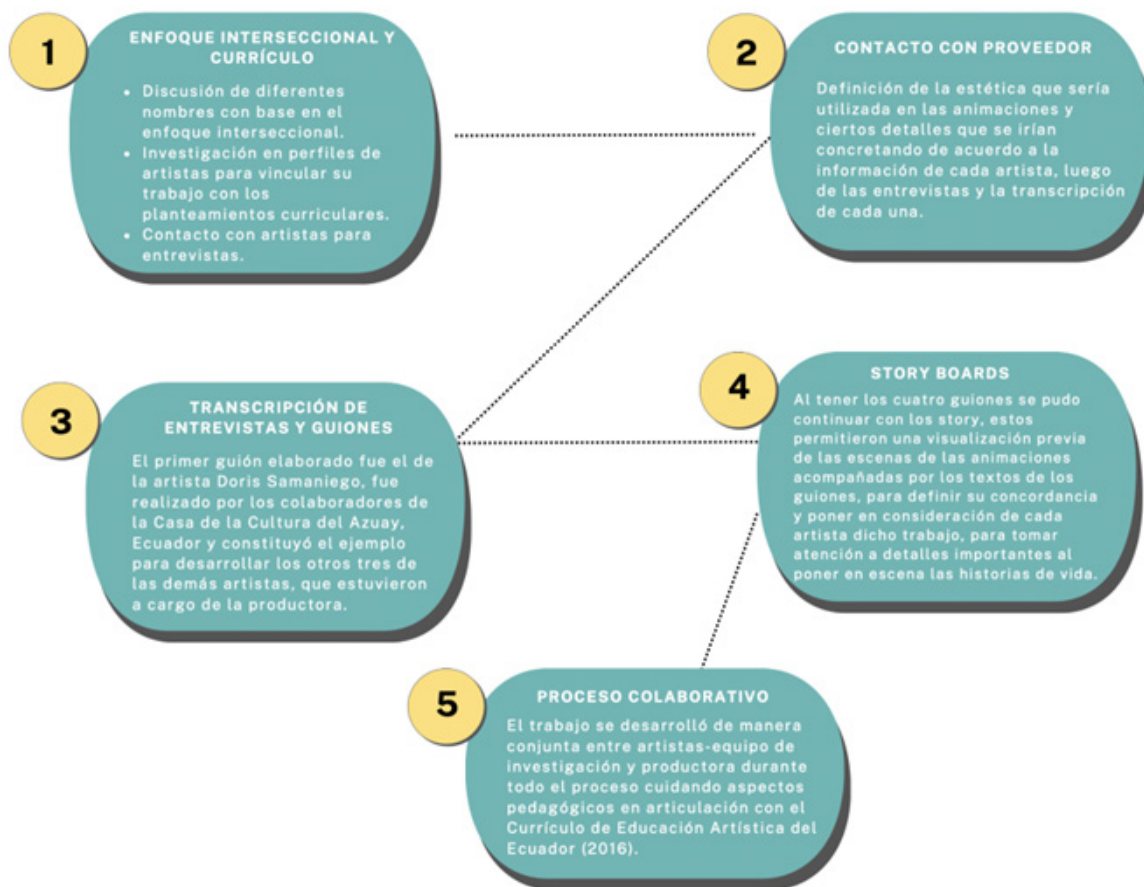 1
ENFOQUE INTERSECCIONAL Y
CURRÍCULO
• Discusión de diferentes
nombres con base en el
enfoque interseccional.
• Investigación en perfiles de
artistas para vincular su
trabajo con los
planteamientos curriculares.
• Contacto con artistas para
entrevistas.
2
CONTACTO CON PROVEEDOR
Definición de la estética que sería
utilizada en las animaciones y
ciertos detalles que se irían
concretando de acuerdo a la
información de cada artista, luego
de las entrevistas y la transcripción
de cada una.
3
TRANSCRIPCIÓN DE
ENTREVISTAS Y GUIONES
El primer guión elaborado fue el de
la artista Doris Samaniego, fue
realizado por los colaboradores de
la Casa de la Cultura del Azuay,
Ecuador y constituyó el ejemplo
para desarrollar los otros tres de
las demás artistas, que estuvieron
a cargo de la productora.
4
STORY BOARDS
Al tener los cuatro guiones se pudo
continuar con los story, estos
permitieron una visualización previa
de las escenas de las animaciones
acompañadas por los textos de los
guiones, para definir su concordancia
y poner en consideración de cada
artista dicho trabajo, para tomar
atención a detalles importantes al
poner en escena las historias de vida.
5
PROCESO COLABORATIVO
El trabajo se desarrolló de manera
conjunta entre artistas-equipo de
investigación y productora durante
todo el proceso cuidando aspectos
pedagógicos en articulación con el
Currículo de Educación Artística del
Ecuador (2016).